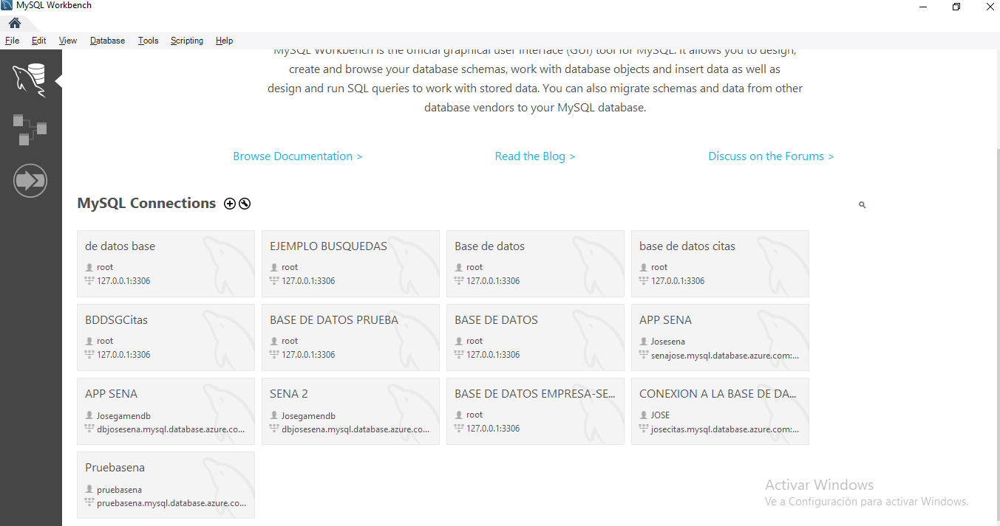 MySQL Workbench
File Edit View Database Tools Scripting Help
MySQL Workbench is the official graphical user interface (GUI) tool for MySQL. It allows you to design,
create and browse your database schemas, work with database objects and insert data as well as
design and run SQL queries to work with stored data. You can also migrate schemas and data from other
database vendors to your MySQL database.
Browse Documentation > Read the Blog > Discuss on the Forums >
MySQL Connections
de datos base
root
127.0.0.1:3306
EJEMPLO BUSQUEDAS
root
127.0.0.1:3306
Base de datos
root
127.0.0.1:3306
base de datos citas
root
127.0.0.1:3306
BDDSGCitas
root
127.0.0.1:3306
BASE DE DATOS PRUEBA
root
127.0.0.1:3306
BASE DE DATOS
root
127.0.0.1:3306
APP SENA
Josesena
senajose.mysql.database.azure.com:...
APP SENA
Josegamendb
dbjosesena.mysql.database.azure.co...
SENA 2
Josegamendb
dbjosesena.mysql.database.azure.co...
BASE DE DATOS EMPRESA-SE...
root
127.0.0.1:3306
CONEXION A LA BASE DE DA...
JOSE
josecitas.mysql.database.azure.com:...
Pruebasena
pruebasena
pruebasena.mysql.database.azure.co...
Activar Windows
Ve a Configuración para activar Windows.